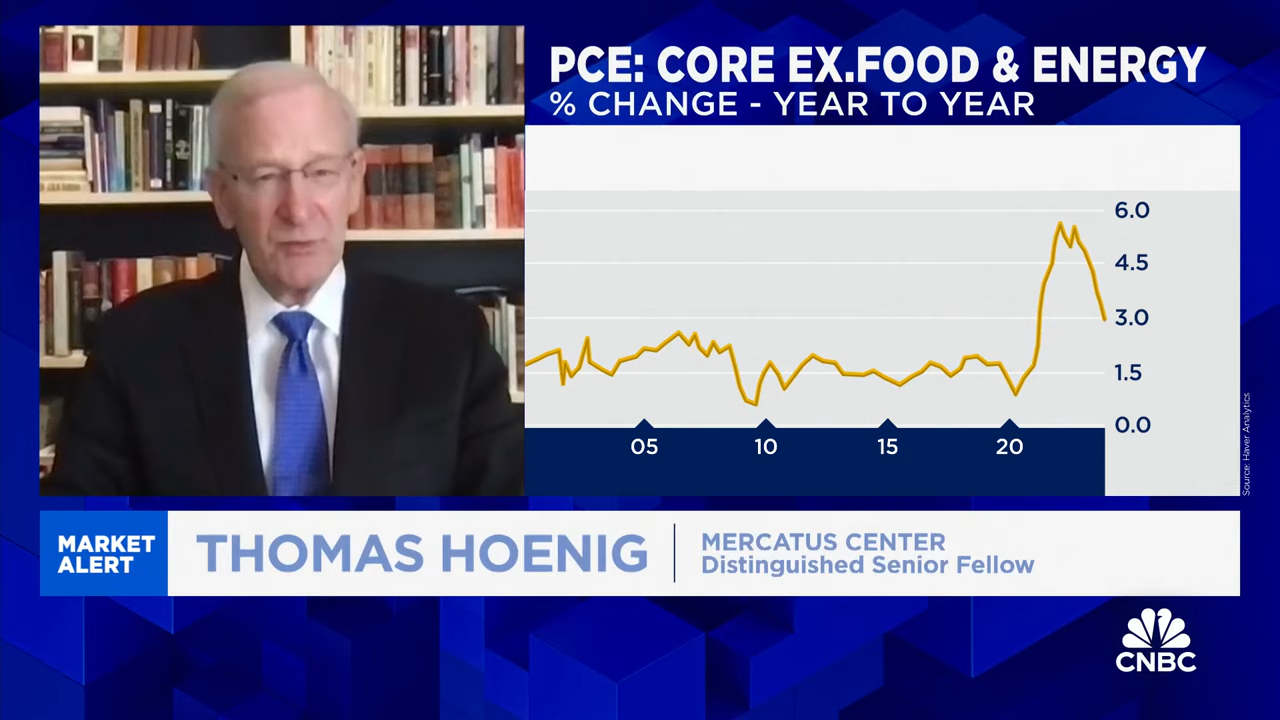 PCE: CORE EX.FOOD & ENERGY
% CHANGE - YEAR TO YEAR
6.0
4.5
3.0
1.5
0.0
05 10 15 20
Source: Haver Analytics
MARKET
ALERT
THOMAS HOENIG
MERCATUS CENTER
Distinguished Senior Fellow
CNBC